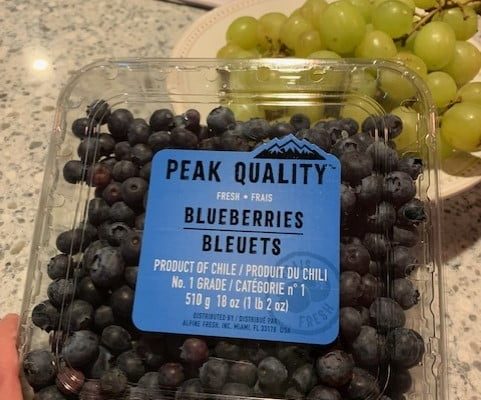 PEAK QUALITY™
FRESH • FRAIS
BLUEBERRIES
BLEUETS
PRODUCT OF CHILE / PRODUIT DU CHILI
No. 1 GRADE / CATÉGORIE n° 1
510 g 18 oz (1 lb 2 oz)
DISTRIBUTED BY / DISTRIBUÉ PAR
ALPINE FRESH, INC. MIAMI, FL 33178 USA
FRESH